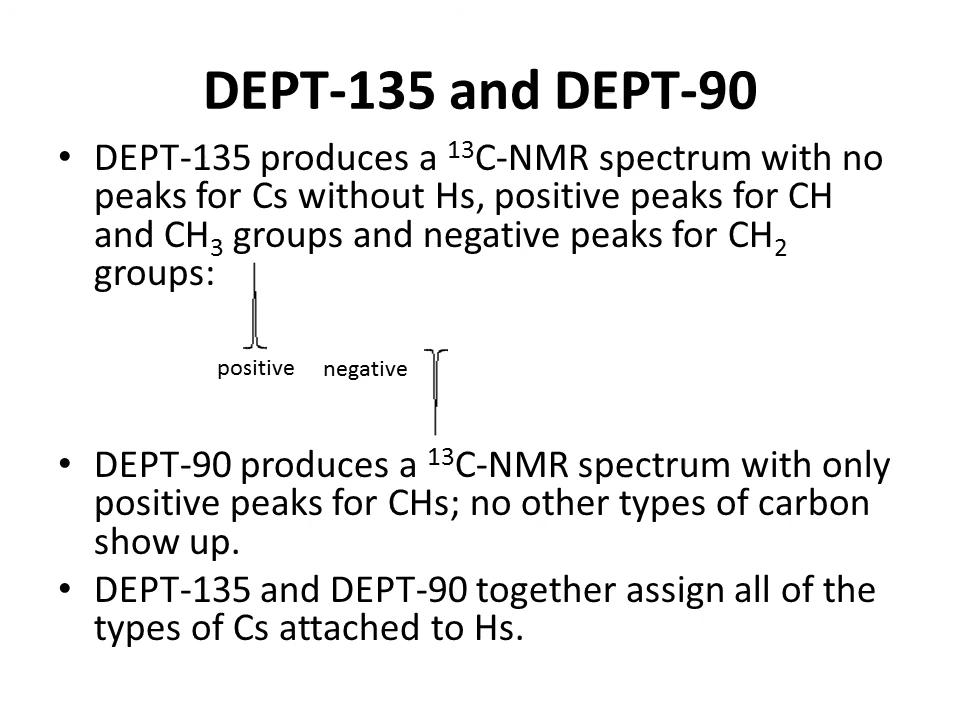 DEPT-135 and DEPT-90
• DEPT-135 produces a ¹³C-NMR spectrum with no
peaks for Cs without Hs, positive peaks for CH
and CH₃ groups and negative peaks for CH₂
groups:
positive negative
• DEPT-90 produces a ¹³C-NMR spectrum with only
positive peaks for CHs; no other types of carbon
show up.
• DEPT-135 and DEPT-90 together assign all of the
types of Cs attached to Hs.